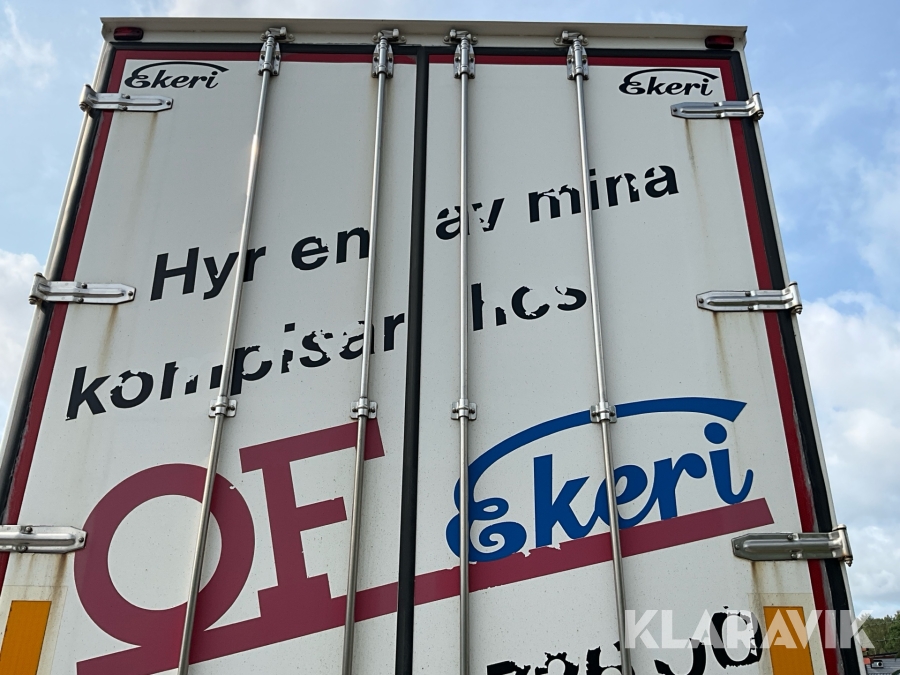 Ekeri Ekeri
Hyr en av mina
kompisar hos
OF Ekeri
KLARAVIK